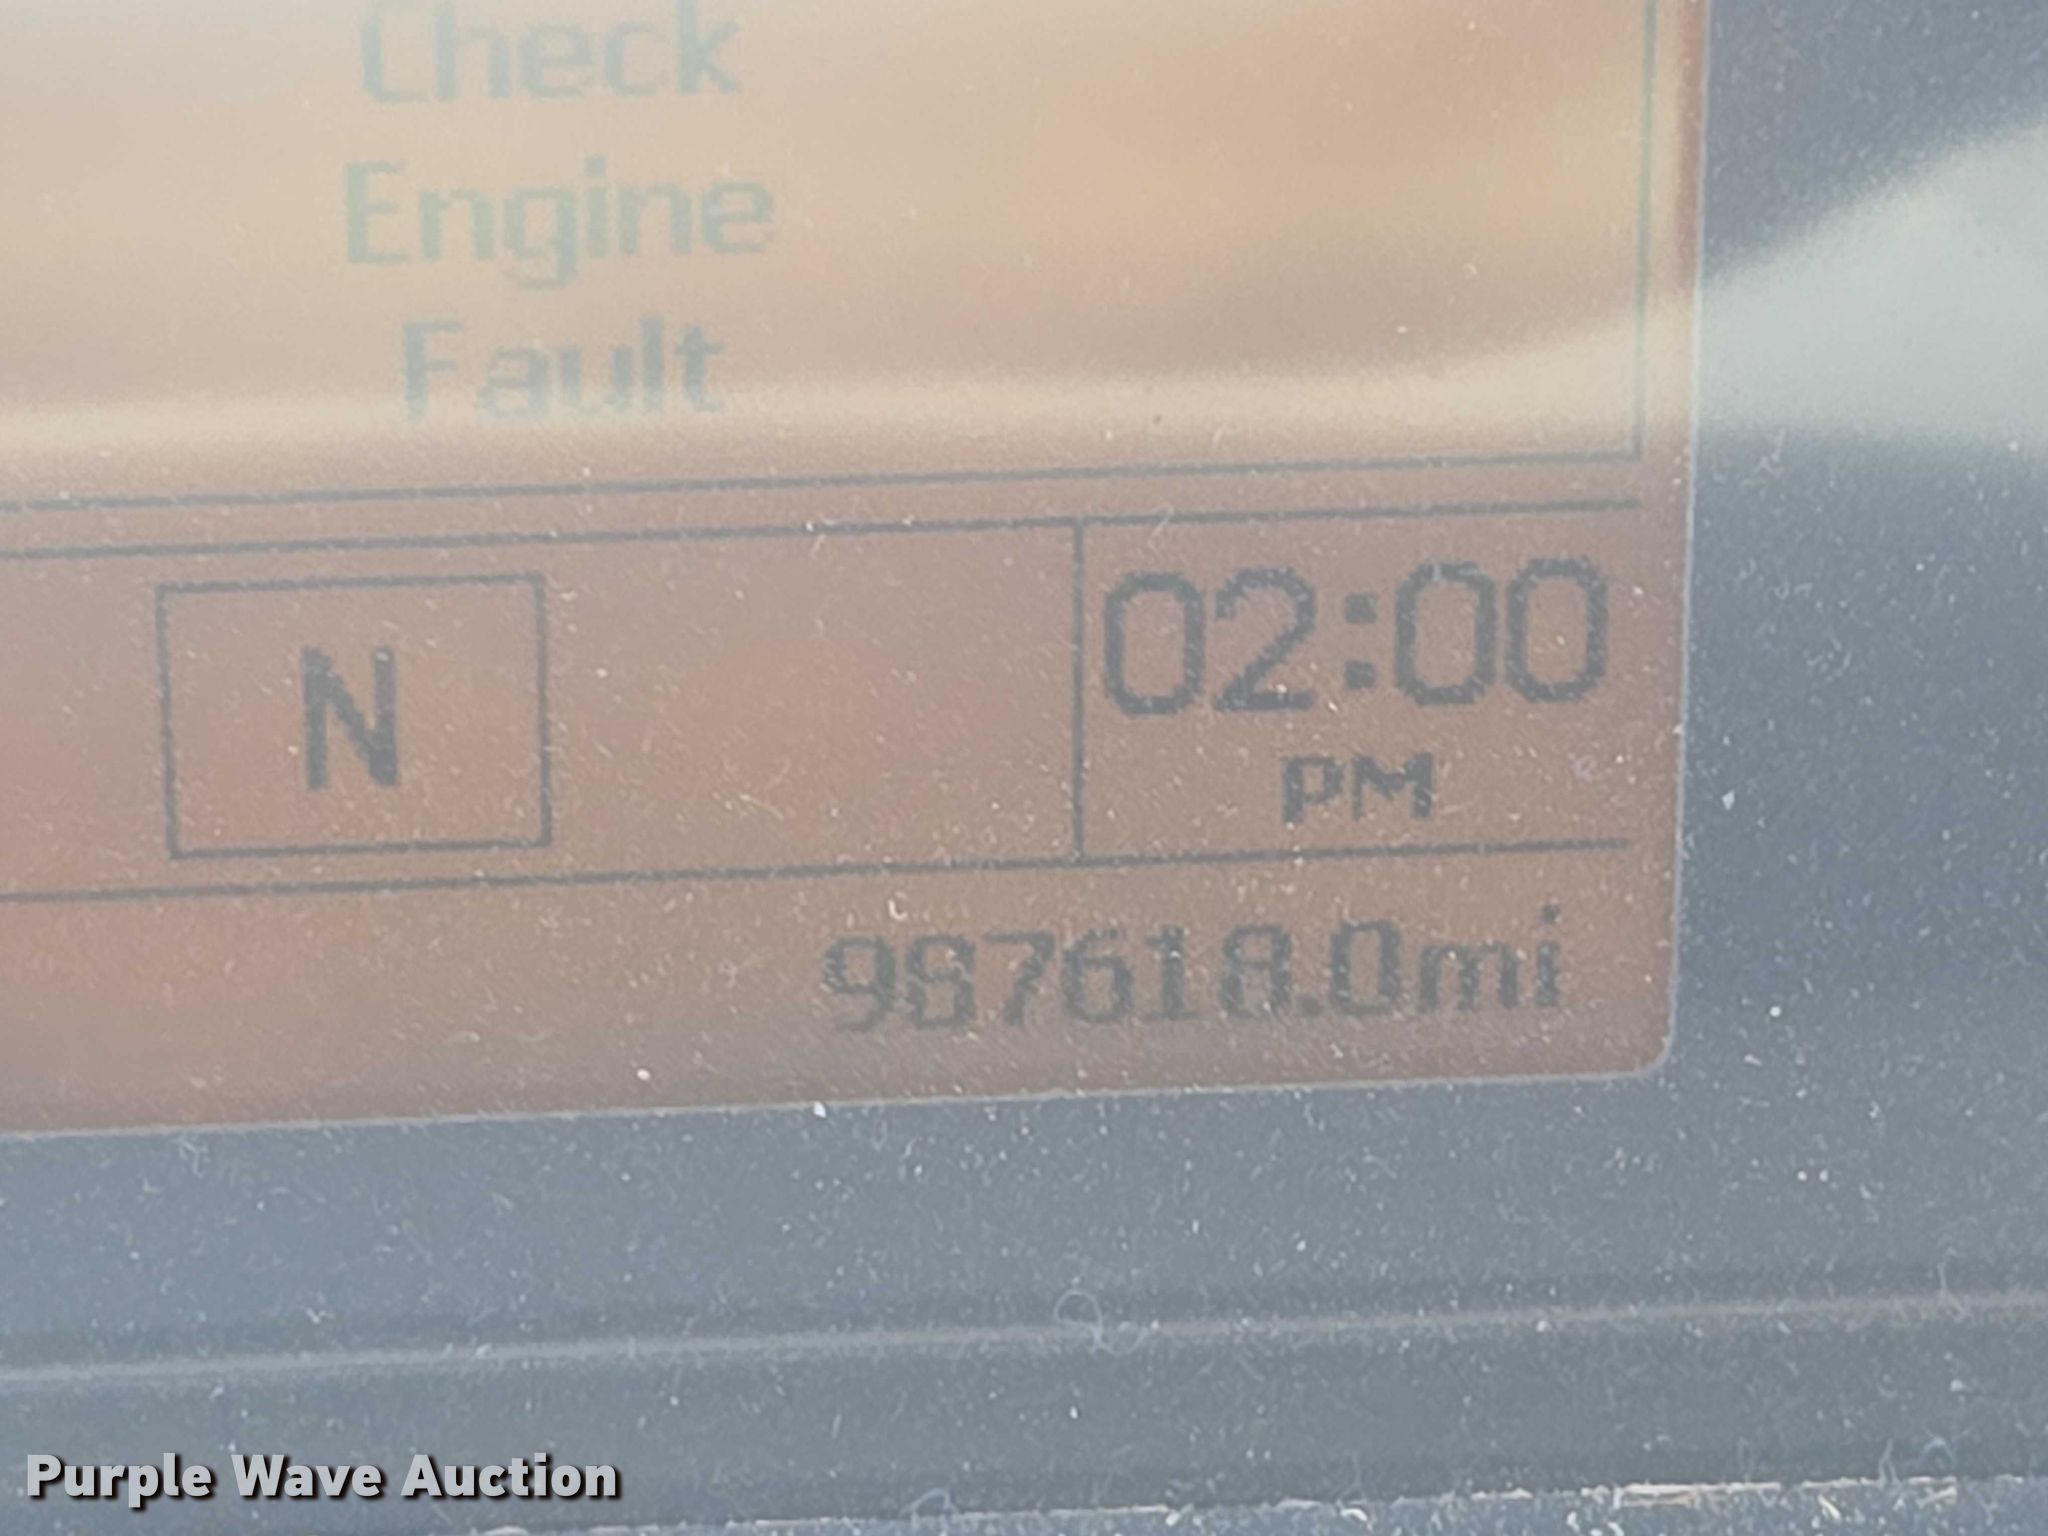 Check
Engine
Fault
N
02:00
PM
987618.0mi
Purple Wave Auction